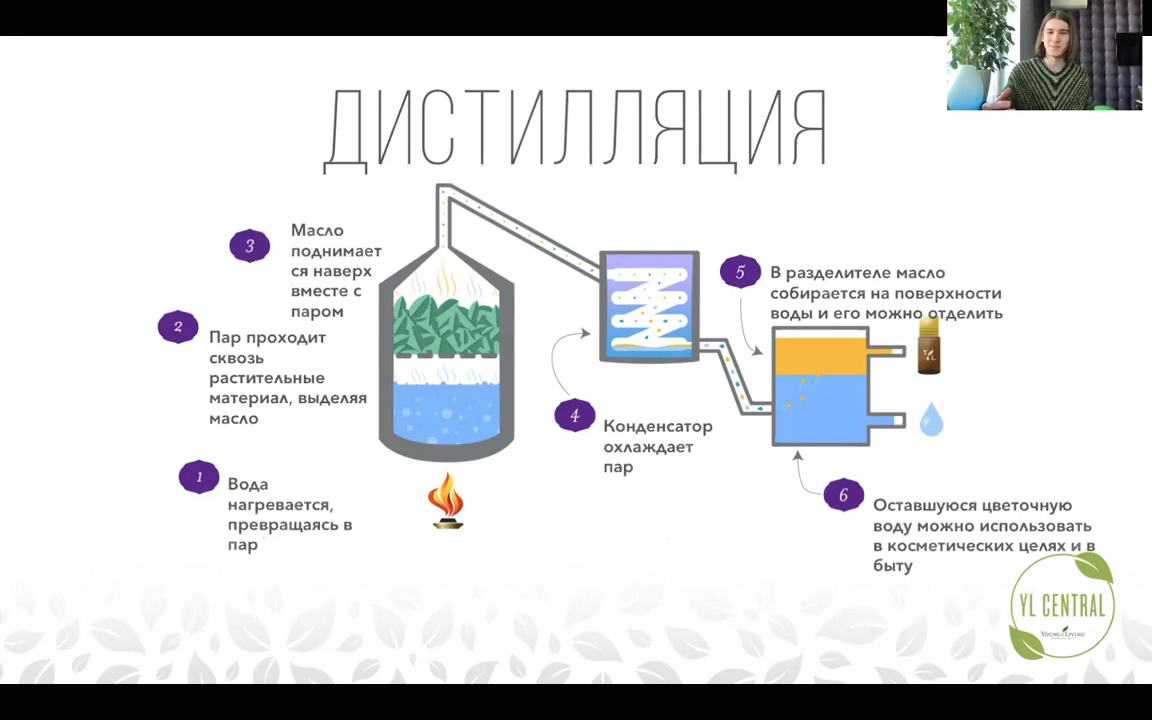 ДИСТИЛЛЯЦИЯ
3
Масло
поднимает
ся наверх
вместе с
паром
2
Пар проходит
сквозь
растительные
материал, выделяя
масло
1
Вода
нагревается,
превращаясь в
пар
4
Конденсатор
охлаждает
пар
5
В разделителе масло
собирается на поверхности
воды и его можно отделить
6
Оставшуюся цветочную
воду можно использовать
в косметических целях и в
быту
YL CENTRAL
YOUNG LIVING